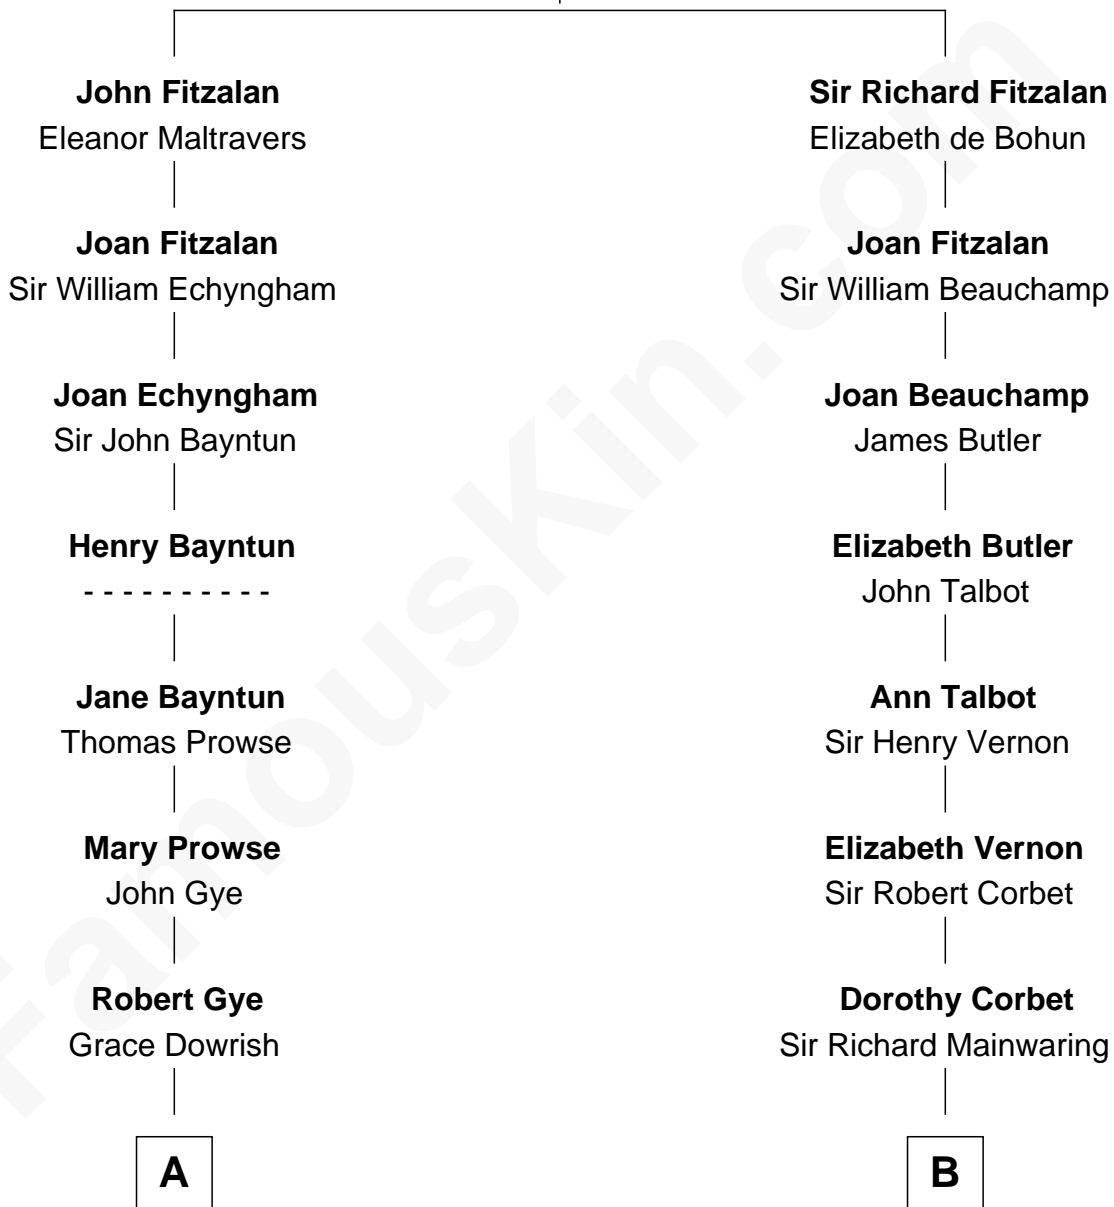 John Fitzalan
Eleanor Maltravers
Sir Richard Fitzalan
Elizabeth de Bohun
Joan Fitzalan
Sir William Echyngham
Joan Fitzalan
Sir William Beauchamp
Joan Echyngham
Sir John Bayntun
Joan Beauchamp
James Butler
Henry Bayntun
- - - - - - - - - -
Elizabeth Butler
John Talbot
Jane Bayntun
Thomas Prowse
Ann Talbot
Sir Henry Vernon
Mary Prowse
John Gye
Elizabeth Vernon
Sir Robert Corbet
Robert Gye
Grace Dowrish
Dorothy Corbet
Sir Richard Mainwaring
A
B
FamousKin.com